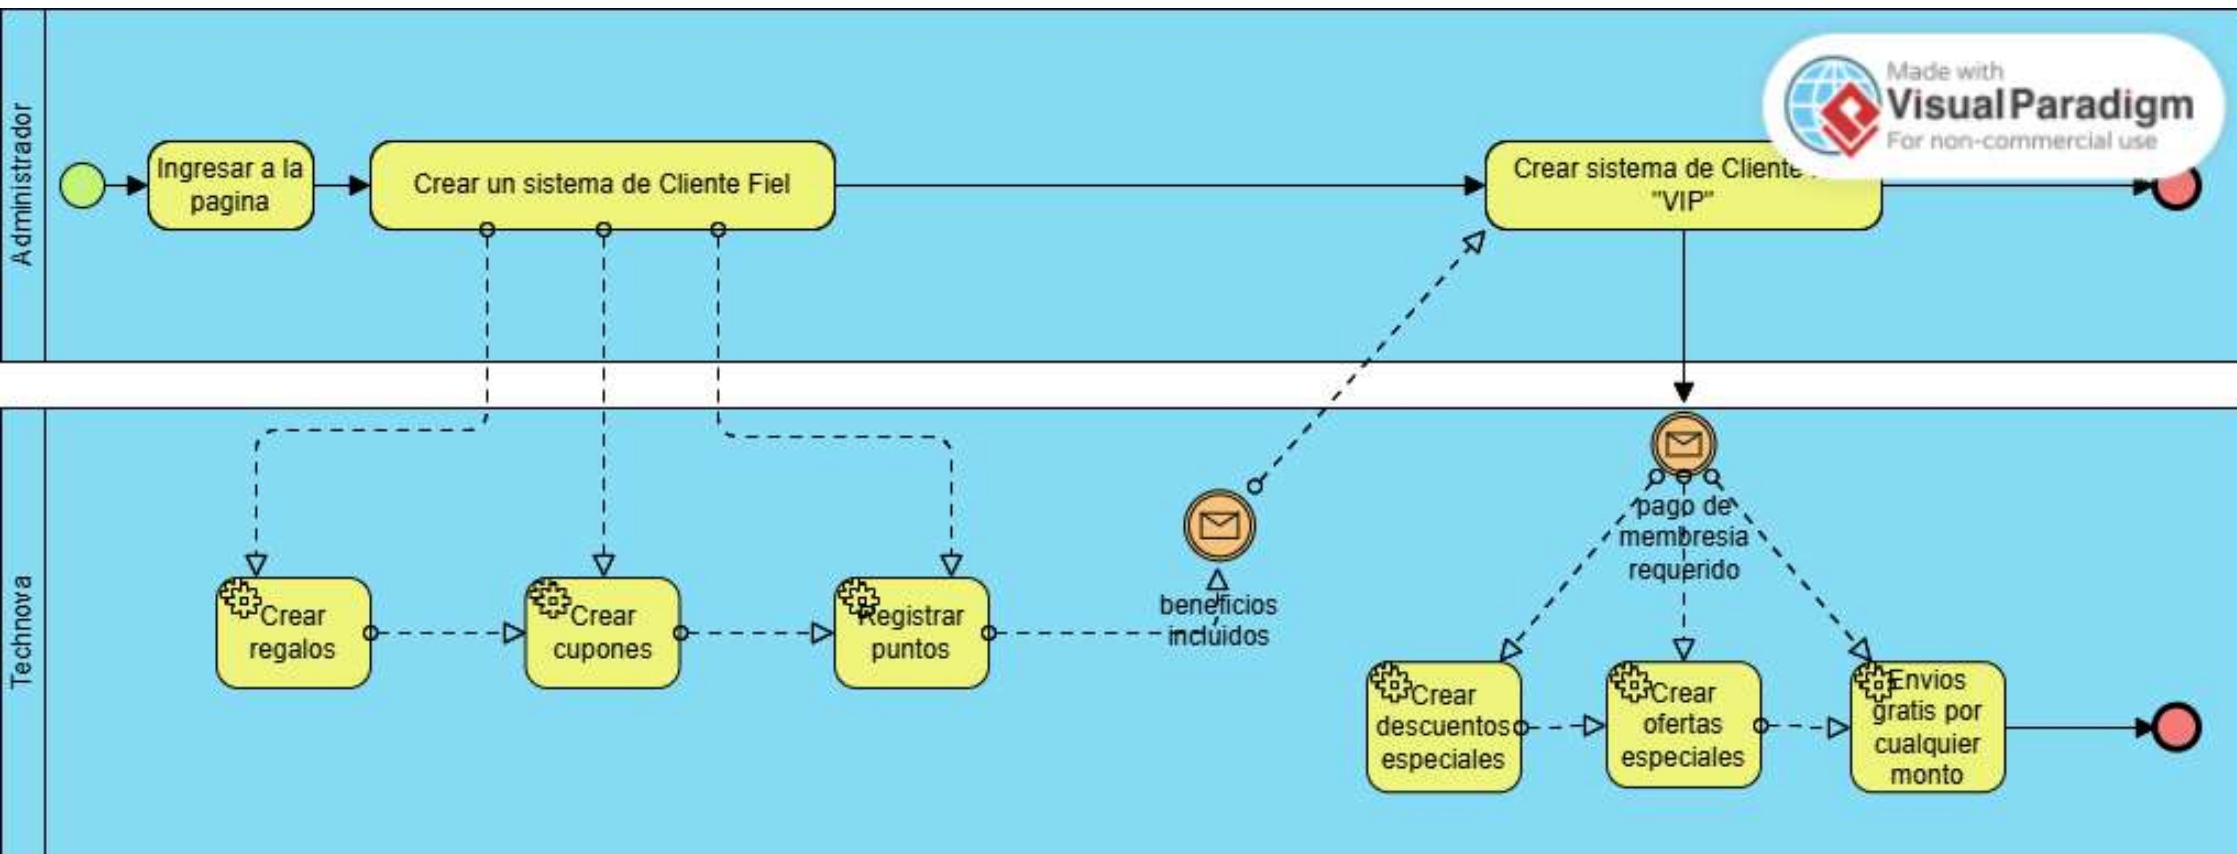 Administrador
Ingresar a la
pagina
Crear un sistema de Cliente Fiel
Crear sistema de Cliente
"VIP"
Made with
Visual Paradigm
For non-commercial use
Technova
Crear
regalos
Crear
cupones
Registrar
puntos
beneficios
incluidos
pago de
membresia
requerido
Crear
descuentos
especiales
Crear
ofertas
especiales
Envios
gratis por
cualquier
monto